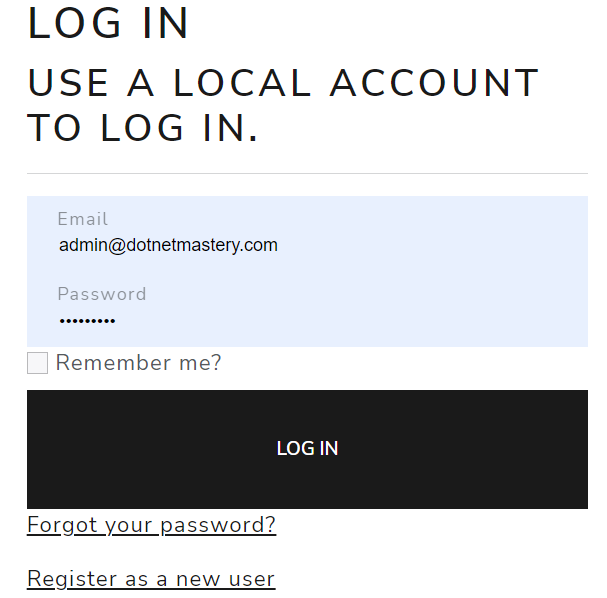 LOG IN
USE A LOCAL ACCOUNT
TO LOG IN.
Email
admin@dotnetmastery.com
Password
•••••••••
Remember me?
LOG IN
Forgot your password?
Register as a new user